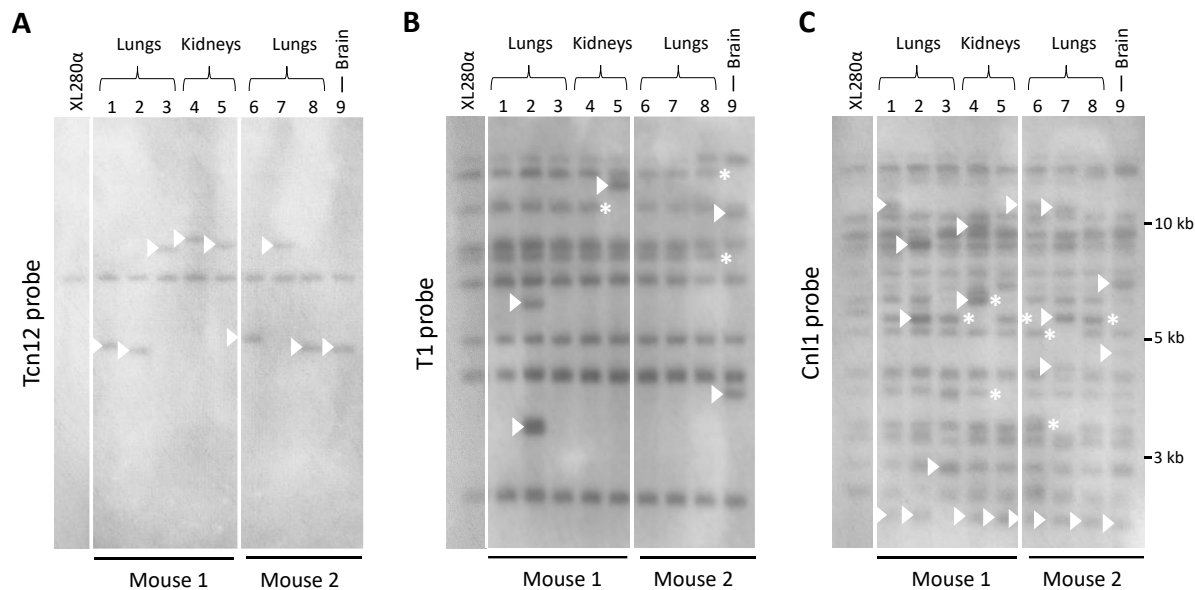 A
Lungs Kidneys Lungs Brain
XL280α 1 2 3 4 5 6 7 8 9
Tcn12 probe
Mouse 1 Mouse 2
B
Lungs Kidneys Lungs Brain
XL280α 1 2 3 4 5 6 7 8 9
* * *
T1 probe
Mouse 1 Mouse 2
C
Lungs Kidneys Lungs Brain
XL280α 1 2 3 4 5 6 7 8 9
10 kb
* * * * * * *
5 kb
3 kb
Cnl1 probe
Mouse 1 Mouse 2